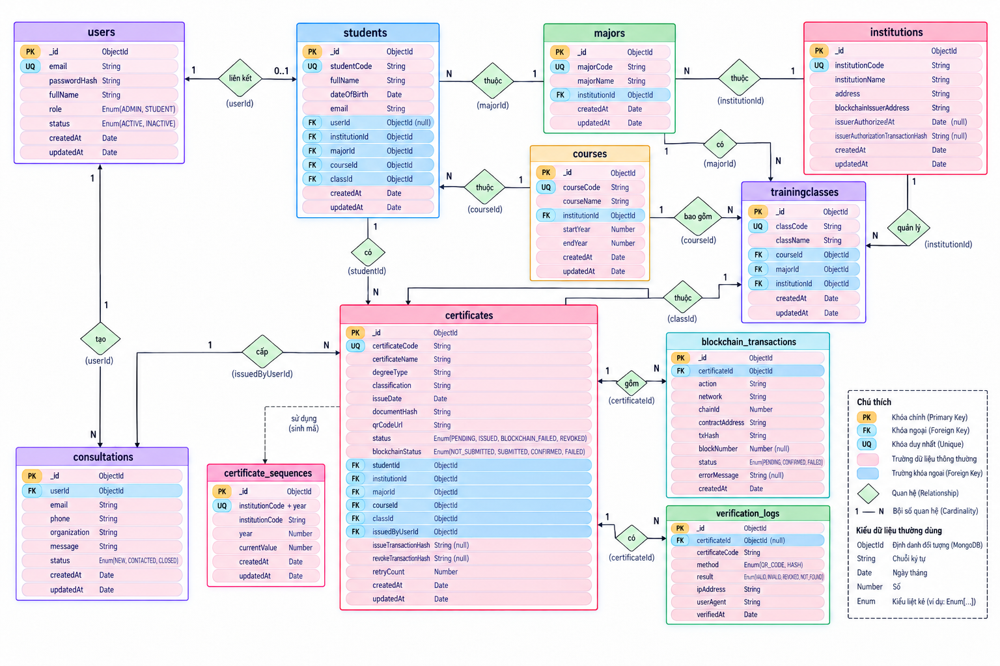 users
PK _id ObjectId
UQ email String
passwordHash String
fullName String
role Enum(ADMIN, STUDENT)
status Enum(ACTIVE, INACTIVE)
createdAt Date
updatedAt Date
1
liên kết
0..1
(userId)
students
PK _id ObjectId
UQ studentCode String
fullName String
dateOfBirth Date
email String
FK userId ObjectId (null)
FK institutionId ObjectId
FK majorId ObjectId
FK courseId ObjectId
FK classId ObjectId
createdAt Date
updatedAt Date
N
thuộc
1
(majorId)
majors
PK _id ObjectId
UQ majorCode String
majorName String
FK institutionId ObjectId
createdAt Date
updatedAt Date
N
thuộc
1
(institutionId)
institutions
PK _id ObjectId
UQ institutionCode String
institutionName String
address String
blockchainIssuerAddress String
issuerAuthorizedAt Date (null)
issuerAuthorizationTransactionHash String (null)
createdAt Date
updatedAt Date
1
có
(majorId)
N
N
thuộc
1
(courseId)
courses
PK _id ObjectId
UQ courseCode String
courseName String
FK institutionId ObjectId
startYear Number
endYear Number
createdAt Date
updatedAt Date
1
bao gồm
N
(courseId)
trainingclasses
PK _id ObjectId
UQ classCode String
className String
FK courseId ObjectId
FK majorId ObjectId
FK institutionId ObjectId
createdAt Date
updatedAt Date
1
quản lý
N
(institutionId)
1
có
(studentId)
N
thuộc
1
(classId)
1
1
tạo
(userId)
N
1
cấp
N
(issuedByUserId)
certificates
PK _id ObjectId
UQ certificateCode String
certificateName String
degreeType String
classification String
issueDate Date
documentHash String
qrCodeUrl String
status Enum(PENDING, ISSUED, BLOCKCHAIN_FAILED, REVOKED)
blockchainStatus Enum(NOT_SUBMITTED, SUBMITTED, CONFIRMED, FAILED)
FK studentId ObjectId
FK institutionId ObjectId
FK majorId ObjectId
FK courseId ObjectId
FK classId ObjectId
FK issuedByUserId ObjectId
issueTransactionHash String (null)
revokeTransactionHash String (null)
retryCount Number
createdAt Date
updatedAt Date
sử dụng
(sinh mả)
consultations
PK _id ObjectId
FK userId ObjectId
email String
phone String
organization String
message String
status Enum(NEW, CONTACTED, CLOSED)
createdAt Date
updatedAt Date
certificate_sequences
PK _id ObjectId
UQ institutionCode + year
institutionCode String
year Number
currentValue Number
createdAt Date
updatedAt Date
1
gồm
N
(certificateId)
blockchain_transactions
PK _id ObjectId
FK certificateId ObjectId
action String
network String
chainId Number
contractAddress String
txHash String
blockNumber Number (null)
status Enum(PENDING, CONFIRMED, FAILED)
errorMessage String (null)
createdAt Date
1
có
N
(certificateId)
verification_logs
PK _id ObjectId
FK certificateId ObjectId (null)
certificateCode String
method Enum(QR_CODE, HASH)
result Enum(VALID, INVALID, REVOKED, NOT_FOUND)
ipAddress String
userAgent String
verifiedAt Date
Chú thích
PK Khóa chính (Primary Key)
FK Khóa ngoại (Foreign Key)
UQ Khóa duy nhất (Unique)
Trường dữ liệu thông thường
Trường khóa ngoại (Foreign Key)
Quan hệ (Relationship)
1 — N Bội số quan hệ (Cardinality)
Kiểu dữ liệu thường dùng
ObjectId Định danh đối tượng (MongoDB)
String Chuỗi ký tự
Date Ngày tháng
Number Số
Enum Kiểu liệt kê (ví dụ: Enum[...])